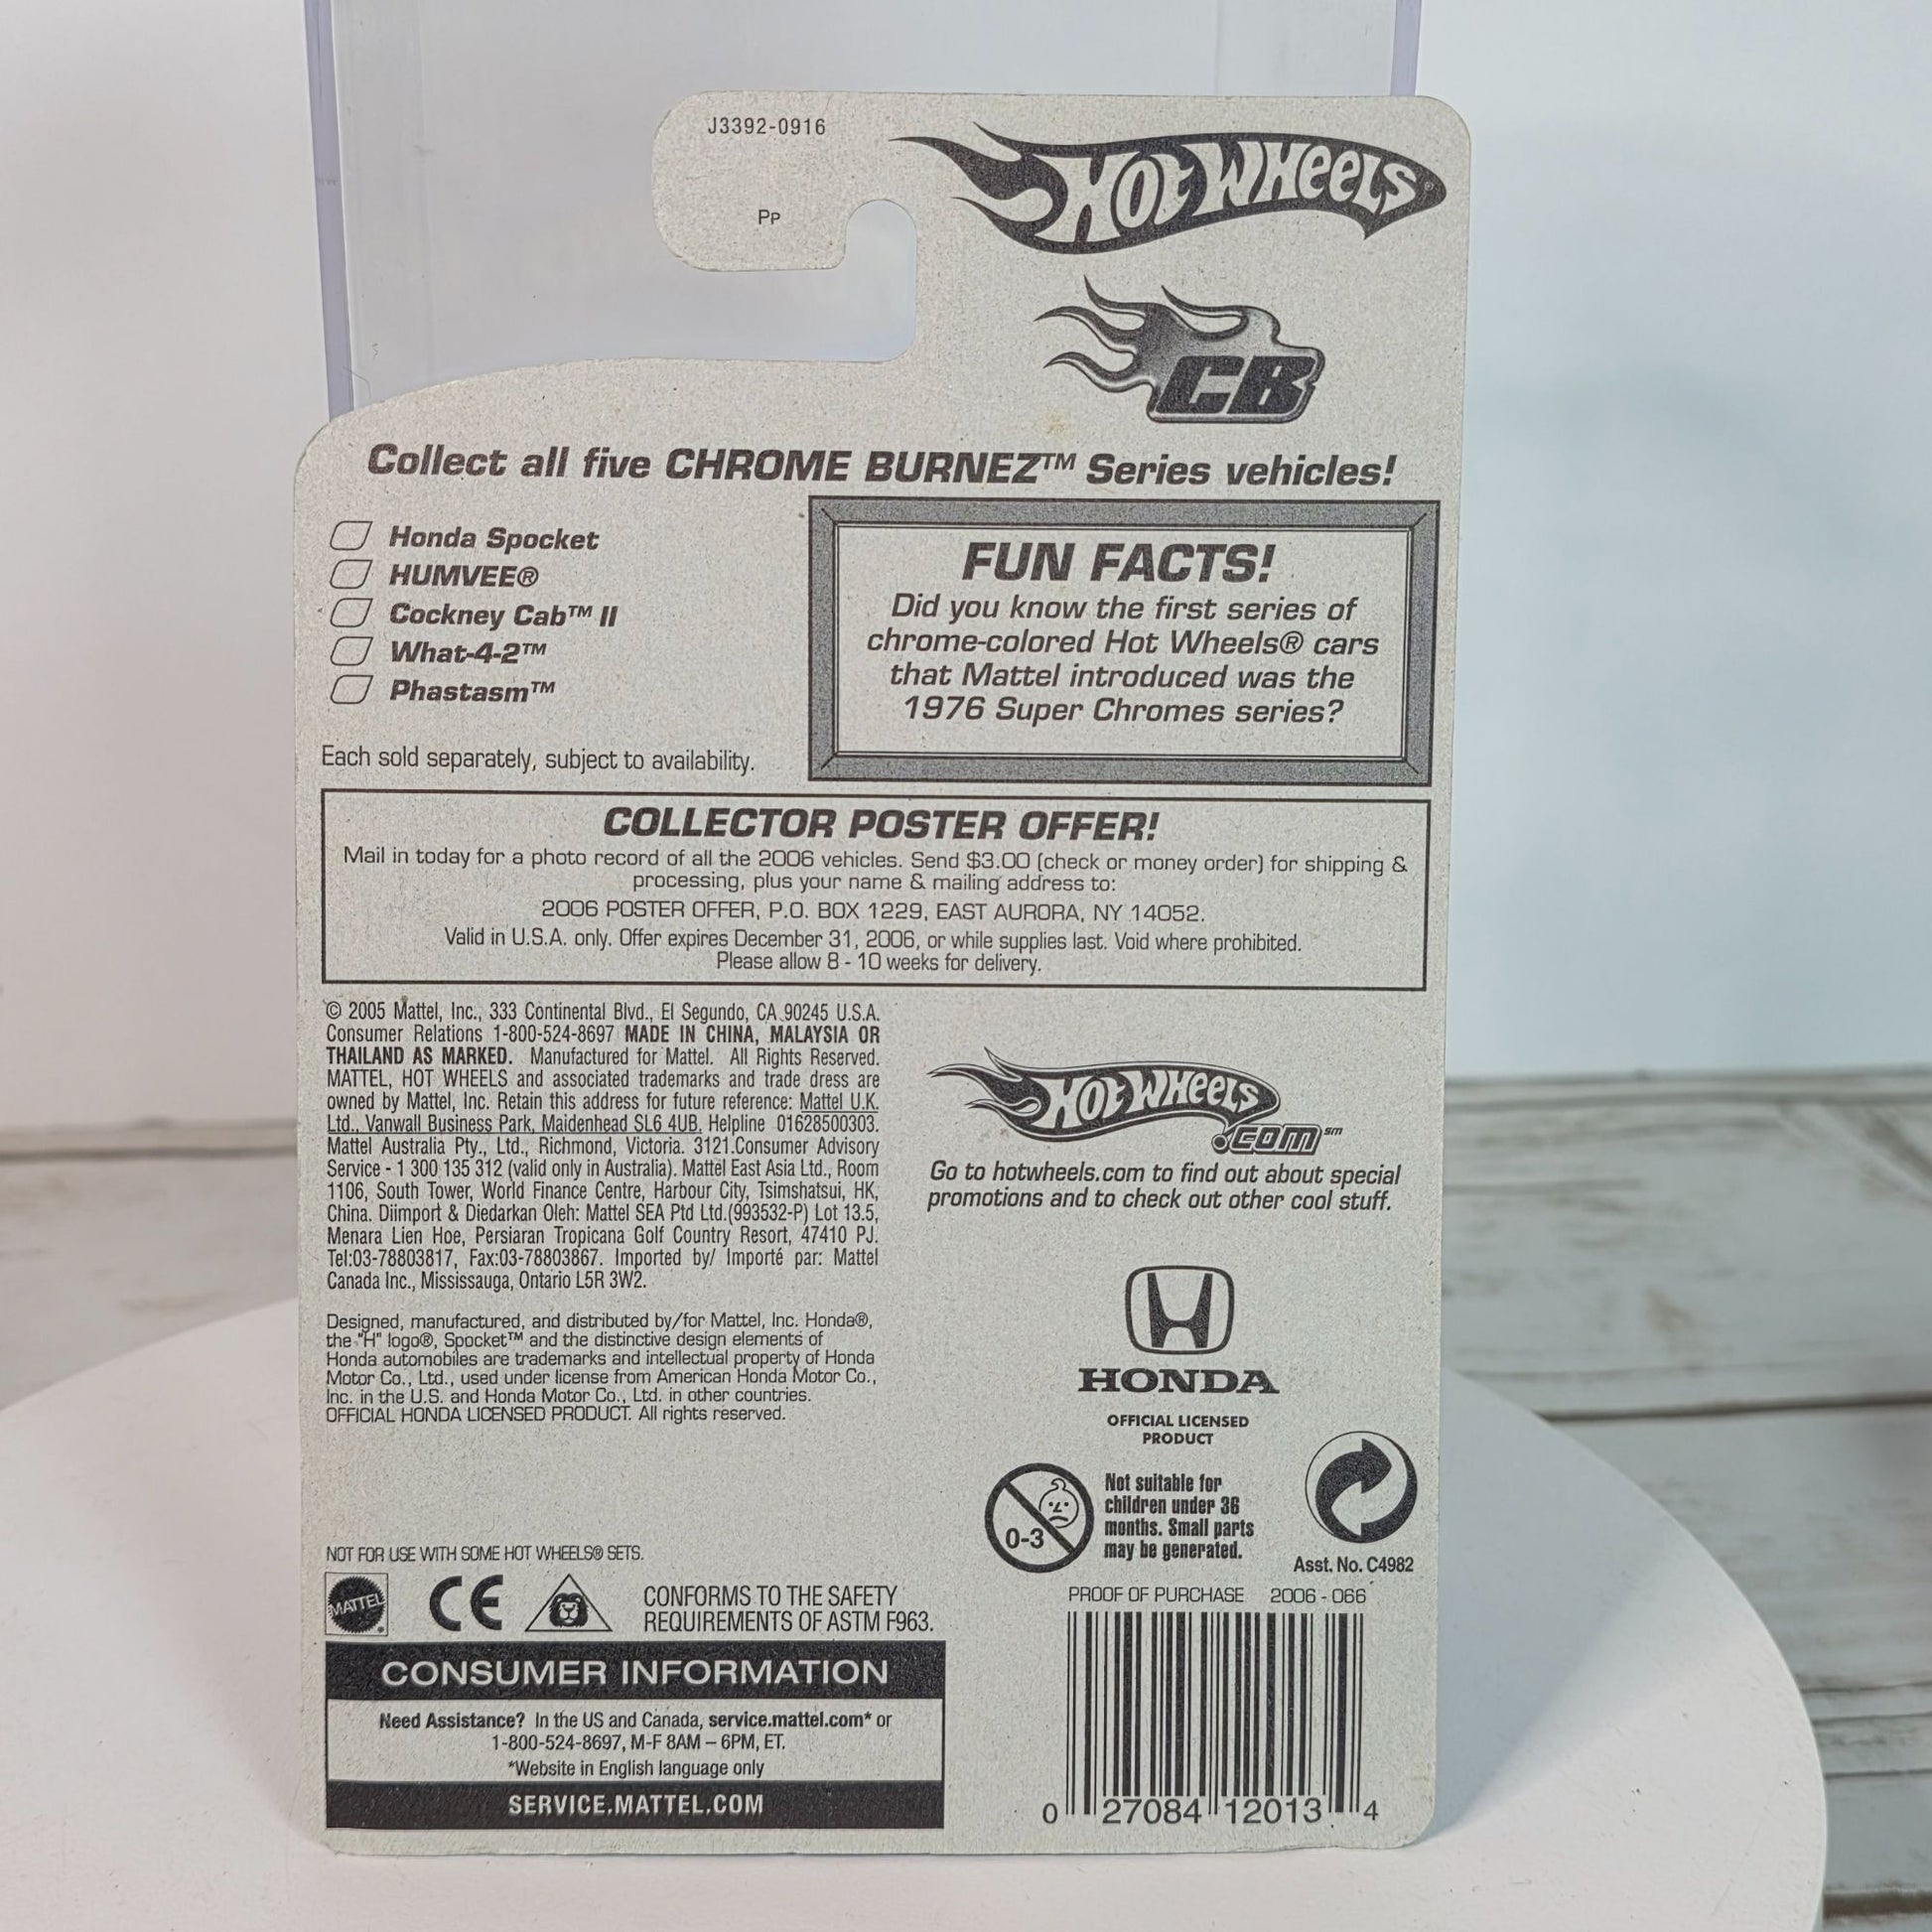 J3392-0916
Pp
HOT WHEELS®
CB
Collect all five CHROME BURNEZ™ Series vehicles!
Honda Spocket
HUMVEE®
Cockney Cab™ II
What-4-2™
Phastasm™
Each sold separately, subject to availability.
FUN FACTS!
Did you know the first series of
chrome-colored Hot Wheels® cars
that Mattel introduced was the
1976 Super Chromes series?
COLLECTOR POSTER OFFER!
Mail in today for a photo record of all the 2006 vehicles. Send $3.00 (check or money order) for shipping &
processing, plus your name & mailing address to:
2006 POSTER OFFER, P.O. BOX 1229, EAST AURORA, NY 14052.
Valid in U.S.A. only. Offer expires December 31, 2006, or while supplies last. Void where prohibited.
Please allow 8 - 10 weeks for delivery.
© 2005 Mattel, Inc., 333 Continental Blvd., El Segundo, CA 90245 U.S.A.
Consumer Relations 1-800-524-8697 MADE IN CHINA, MALAYSIA OR
THAILAND AS MARKED. Manufactured for Mattel. All Rights Reserved.
MATTEL, HOT WHEELS and associated trademarks and trade dress are
owned by Mattel, Inc. Retain this address for future reference: Mattel U.K.
Ltd., Vanwall Business Park, Maidenhead SL6 4UB. Helpline 01628500303.
Mattel Australia Pty., Ltd., Richmond, Victoria. 3121.Consumer Advisory
Service - 1 300 135 312 (valid only in Australia). Mattel East Asia Ltd., Room
1106, South Tower, World Finance Centre, Harbour City, Tsimshatsui, HK,
China. Diimport & Diedarkan Oleh: Mattel SEA Ptd Ltd.(993532-P) Lot 13.5,
Menara Lien Hoe, Persiaran Tropicana Golf Country Resort, 47410 PJ.
Tel:03-78803817, Fax:03-78803867. Imported by/ Importé par: Mattel
Canada Inc., Mississauga, Ontario L5R 3W2.
Designed, manufactured, and distributed by/for Mattel, Inc. Honda®,
the "H" logo®, Spocket™ and the distinctive design elements of
Honda automobiles are trademarks and intellectual property of Honda
Motor Co., Ltd., used under license from American Honda Motor Co.,
Inc. in the U.S. and Honda Motor Co., Ltd. in other countries.
OFFICIAL HONDA LICENSED PRODUCT. All rights reserved.
HOT WHEELS
.COM℠
Go to hotwheels.com to find out about special
promotions and to check out other cool stuff.
HONDA
OFFICIAL LICENSED
PRODUCT
0-3
Not suitable for
children under 36
months. Small parts
may be generated.
Asst. No. C4982
NOT FOR USE WITH SOME HOT WHEELS® SETS.
MATTEL®
CE
CONFORMS TO THE SAFETY
REQUIREMENTS OF ASTM F963.
PROOF OF PURCHASE 2006 - 066
0 27084 12013 4
CONSUMER INFORMATION
Need Assistance? In the US and Canada, service.mattel.com* or
1-800-524-8697, M-F 8AM – 6PM, ET.
*Website in English language only
SERVICE.MATTEL.COM